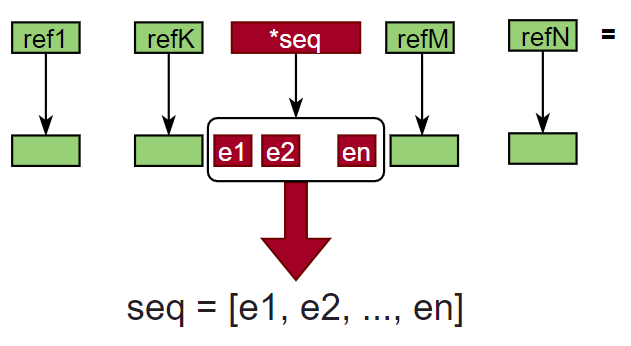 ref1 refK *seq refM refN =
e1 e2 en
seq = [e1, e2, ..., en]